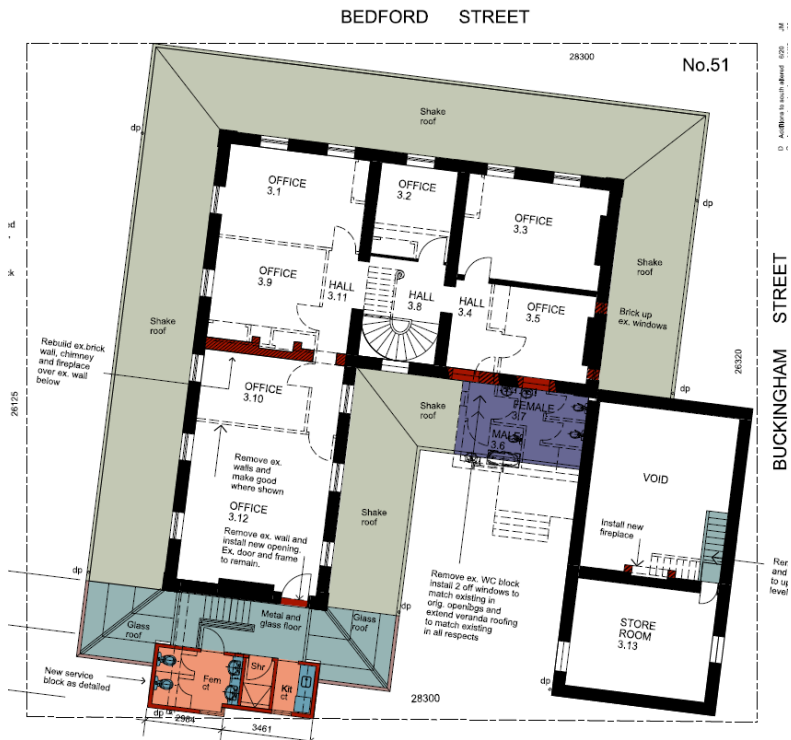 BEDFORD STREET
28300
No.51
Shake
roof
dp
OFFICE
3.1
OFFICE
3.2
OFFICE
3.3
dp
OFFICE
3.9
HALL
3.11
HALL
3.8
HALL
3.4
OFFICE
3.5
Shake
roof
Brick up
ex. windows
BUCKINGHAM STREET
26320
Shake
roof
Rebuild ex.brick
wall, chimney
and fireplace
over ex. wall
below
26125
OFFICE
3.10
Shake
roof
FEMALE
3.7
MALE
3.6
dp
Remove ex.
walls and
make good
where shown
OFFICE
3.12
Remove ex. wall and
install new opening.
Ex. door and frame
to remain.
Shake
roof
VOID
Install new
fireplace
Remove ex. WC block
install 2 off windows to
match existing in
orig. openibgs and
extend veranda roofing
to match existing
in all respects
dp
Glass
roof
Metal and
glass floor
Glass
roof
dp
STORE
ROOM
3.13
dp
New service
block as detailed
Fem
ct
Shr
Kit
ct
28300
dp
2984
3461